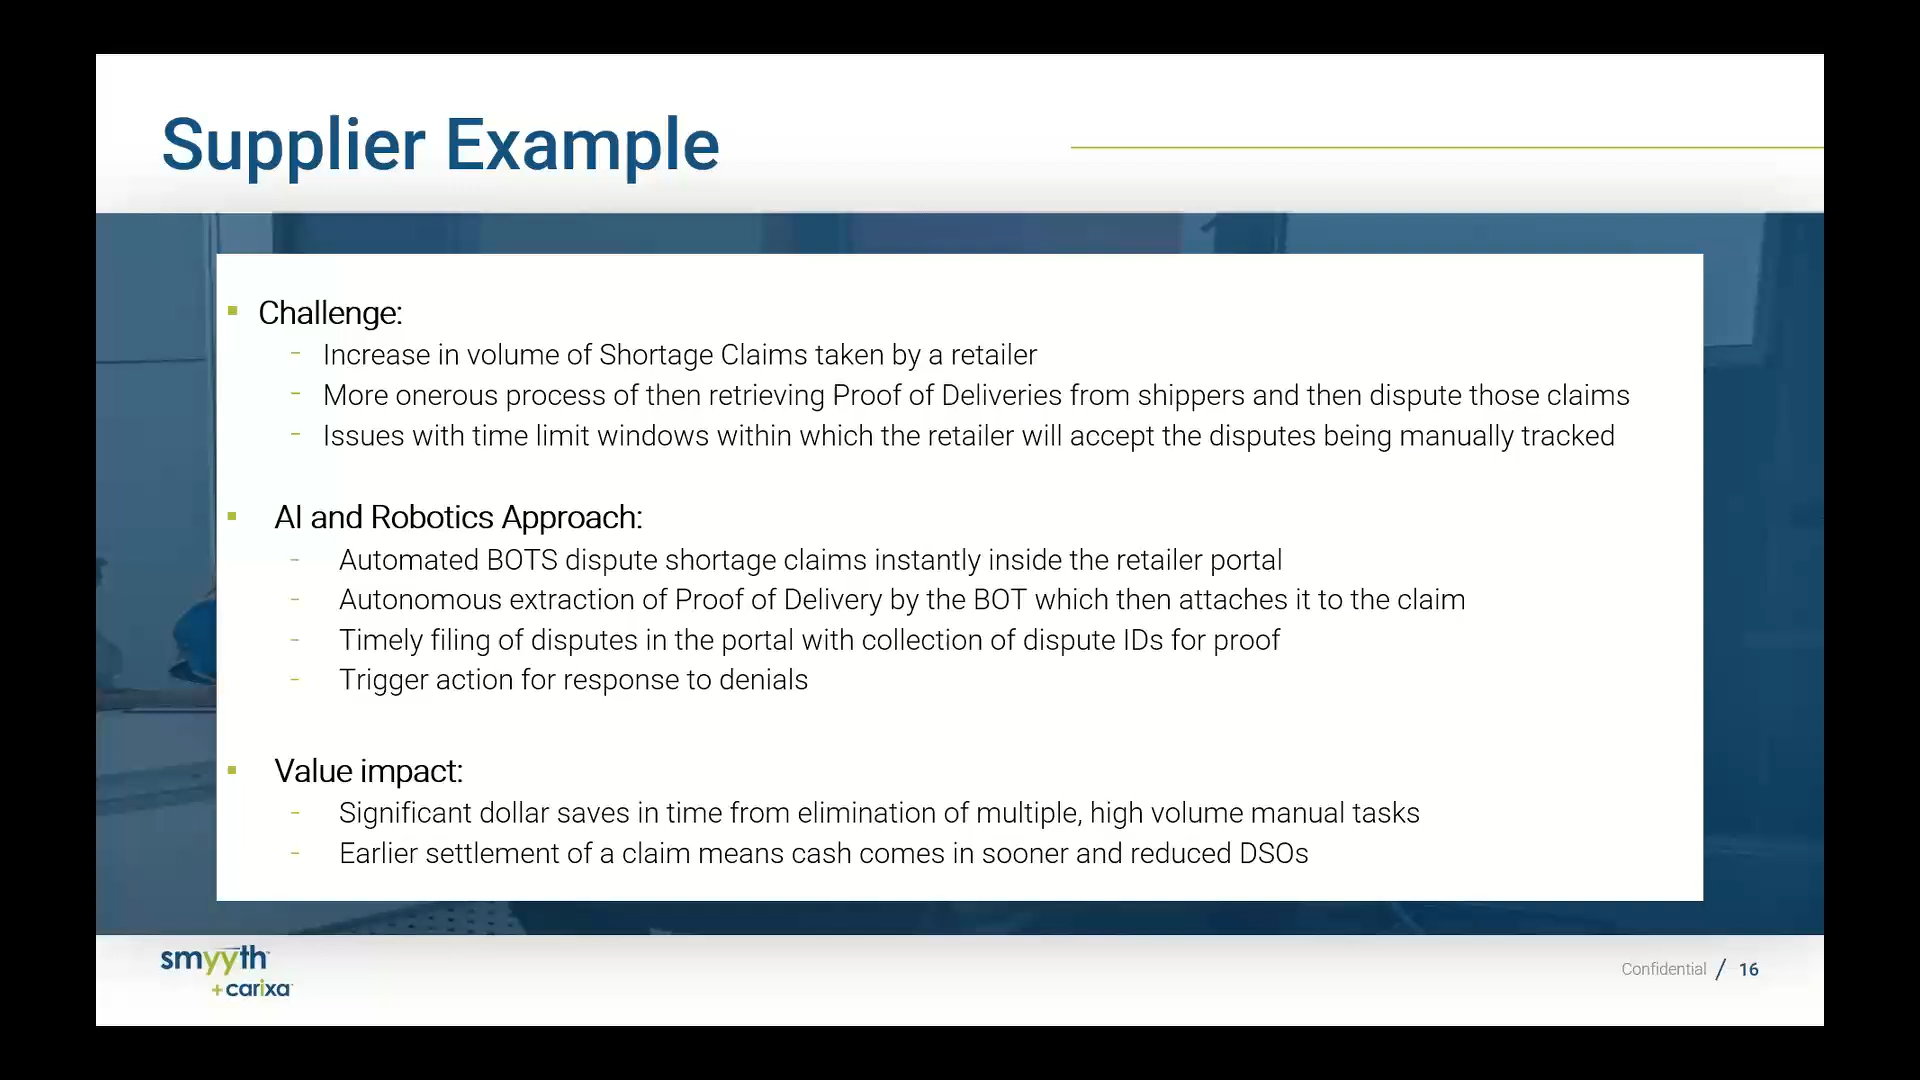 Supplier Example
▪ Challenge:
- Increase in volume of Shortage Claims taken by a retailer
- More onerous process of then retrieving Proof of Deliveries from shippers and then dispute those claims
- Issues with time limit windows within which the retailer will accept the disputes being manually tracked
▪ AI and Robotics Approach:
- Automated BOTS dispute shortage claims instantly inside the retailer portal
- Autonomous extraction of Proof of Delivery by the BOT which then attaches it to the claim
- Timely filing of disputes in the portal with collection of dispute IDs for proof
- Trigger action for response to denials
▪ Value impact:
- Significant dollar saves in time from elimination of multiple, high volume manual tasks
- Earlier settlement of a claim means cash comes in sooner and reduced DSOs
smyyth
+carixa
Confidential / 16